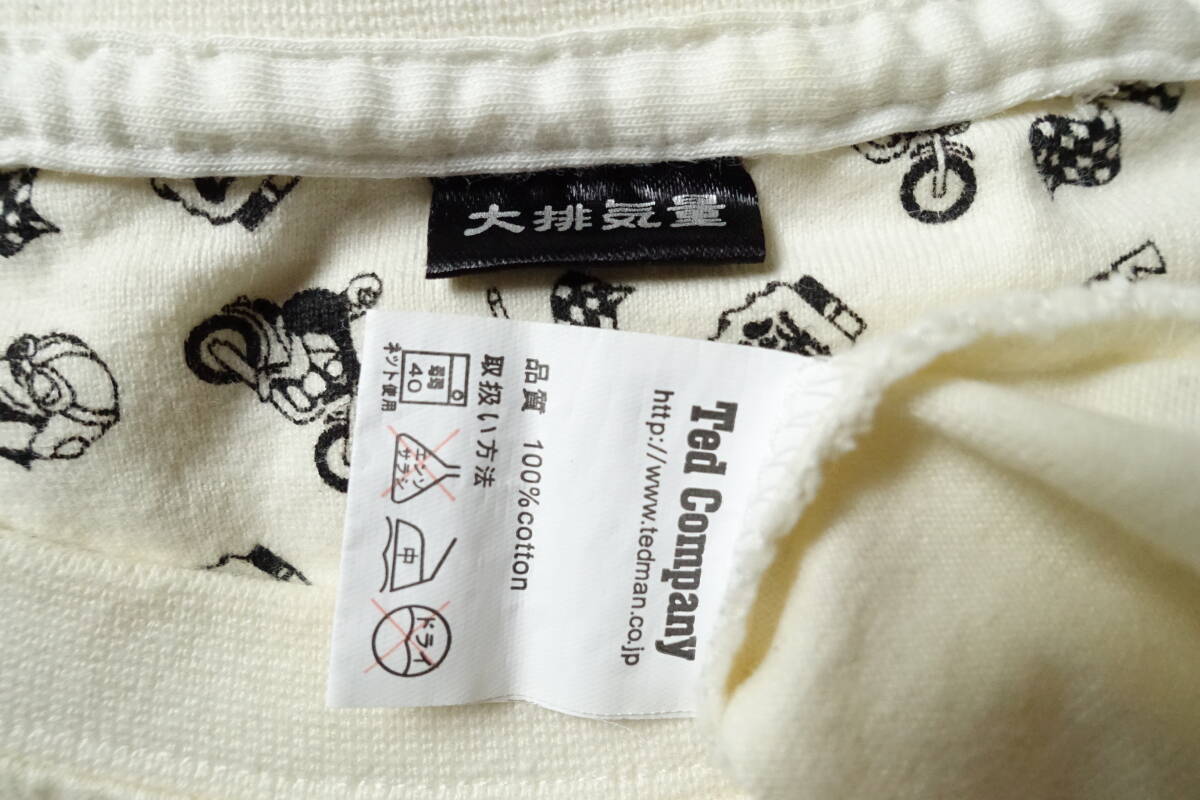 大排気量
Ted Company
http://www.tedman.co.jp
品質 100%cotton
取扱い方法
弱
40
ネット使用
エンソ
サラシ
中
ドライ